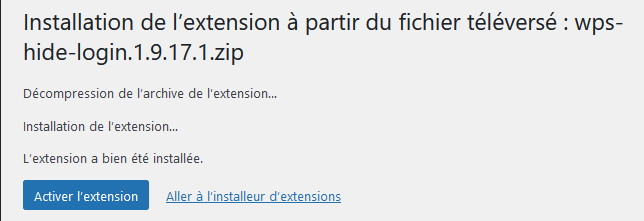 Installation de l’extension à partir du fichier téléversé : wps-
hide-login.1.9.17.1.zip
Décompression de l’archive de l’extension…
Installation de l’extension…
L’extension a bien été installée.
Activer l’extension
Aller à l’installeur d’extensions